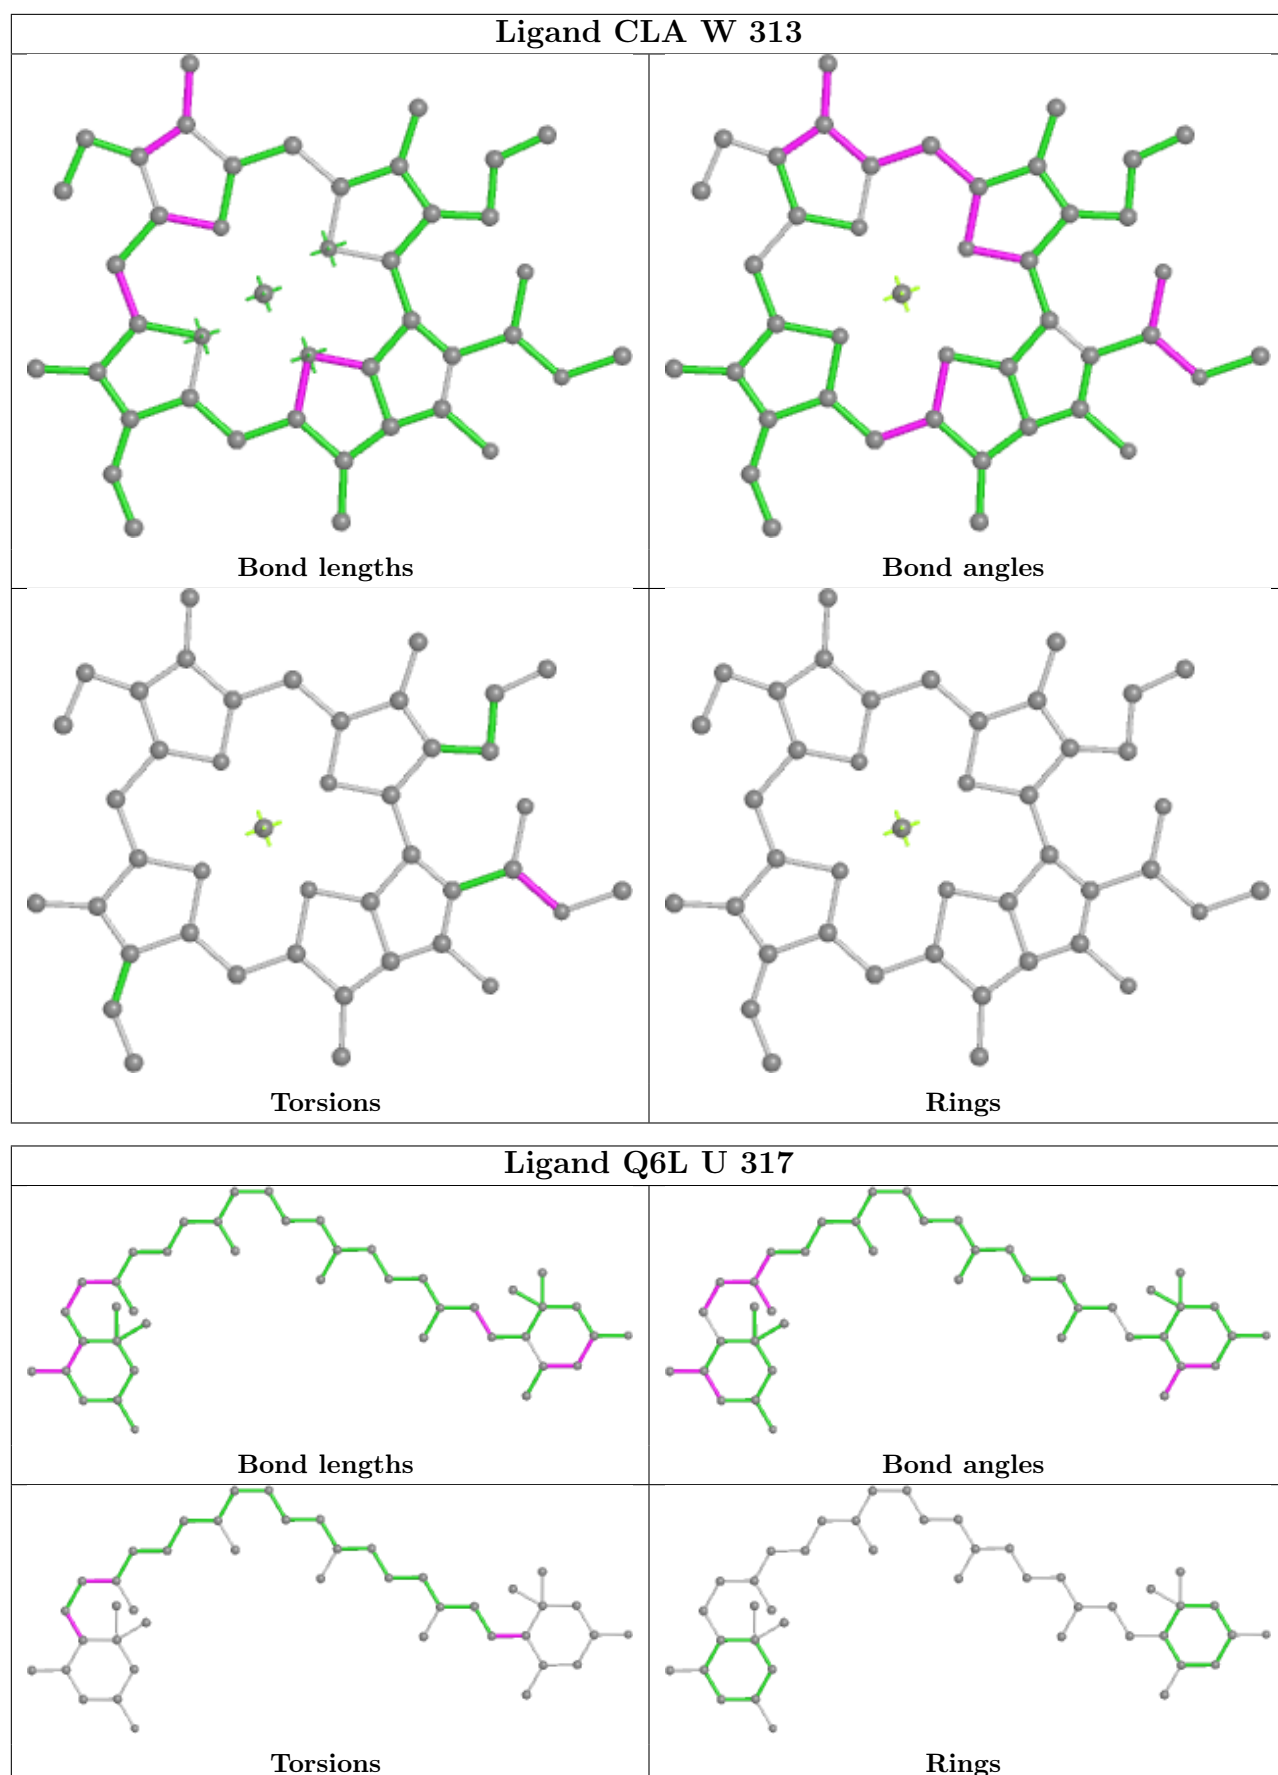 Ligand CLA W 313
Bond lengths
Bond angles
Torsions
Rings
Ligand Q6L U 317
Bond lengths
Bond angles
Torsions
Rings